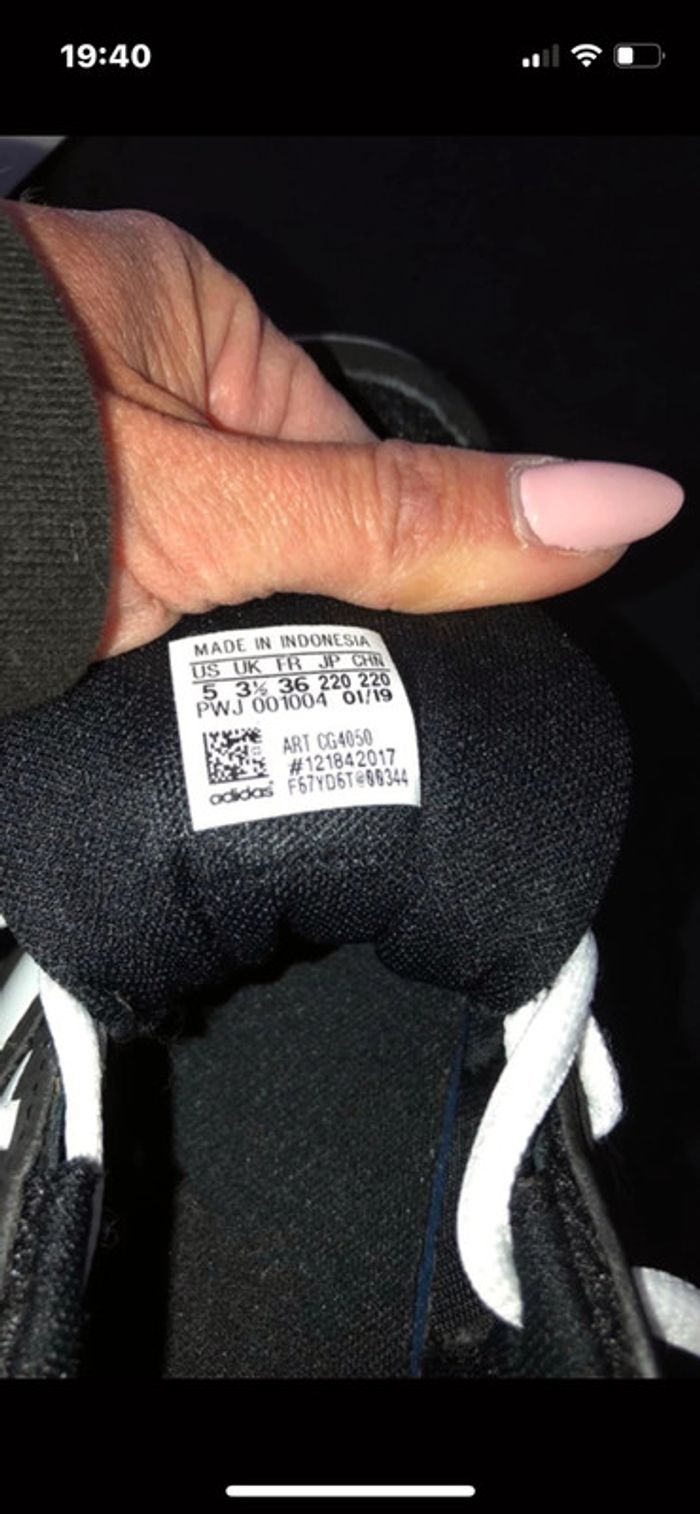 19:40
MADE IN INDONESIA
US UK FR JP CHN
5 3½ 36 220 220
PWJ 001004 01/19
ART CG4050
#121842017
F67YD6T@00344
adidas